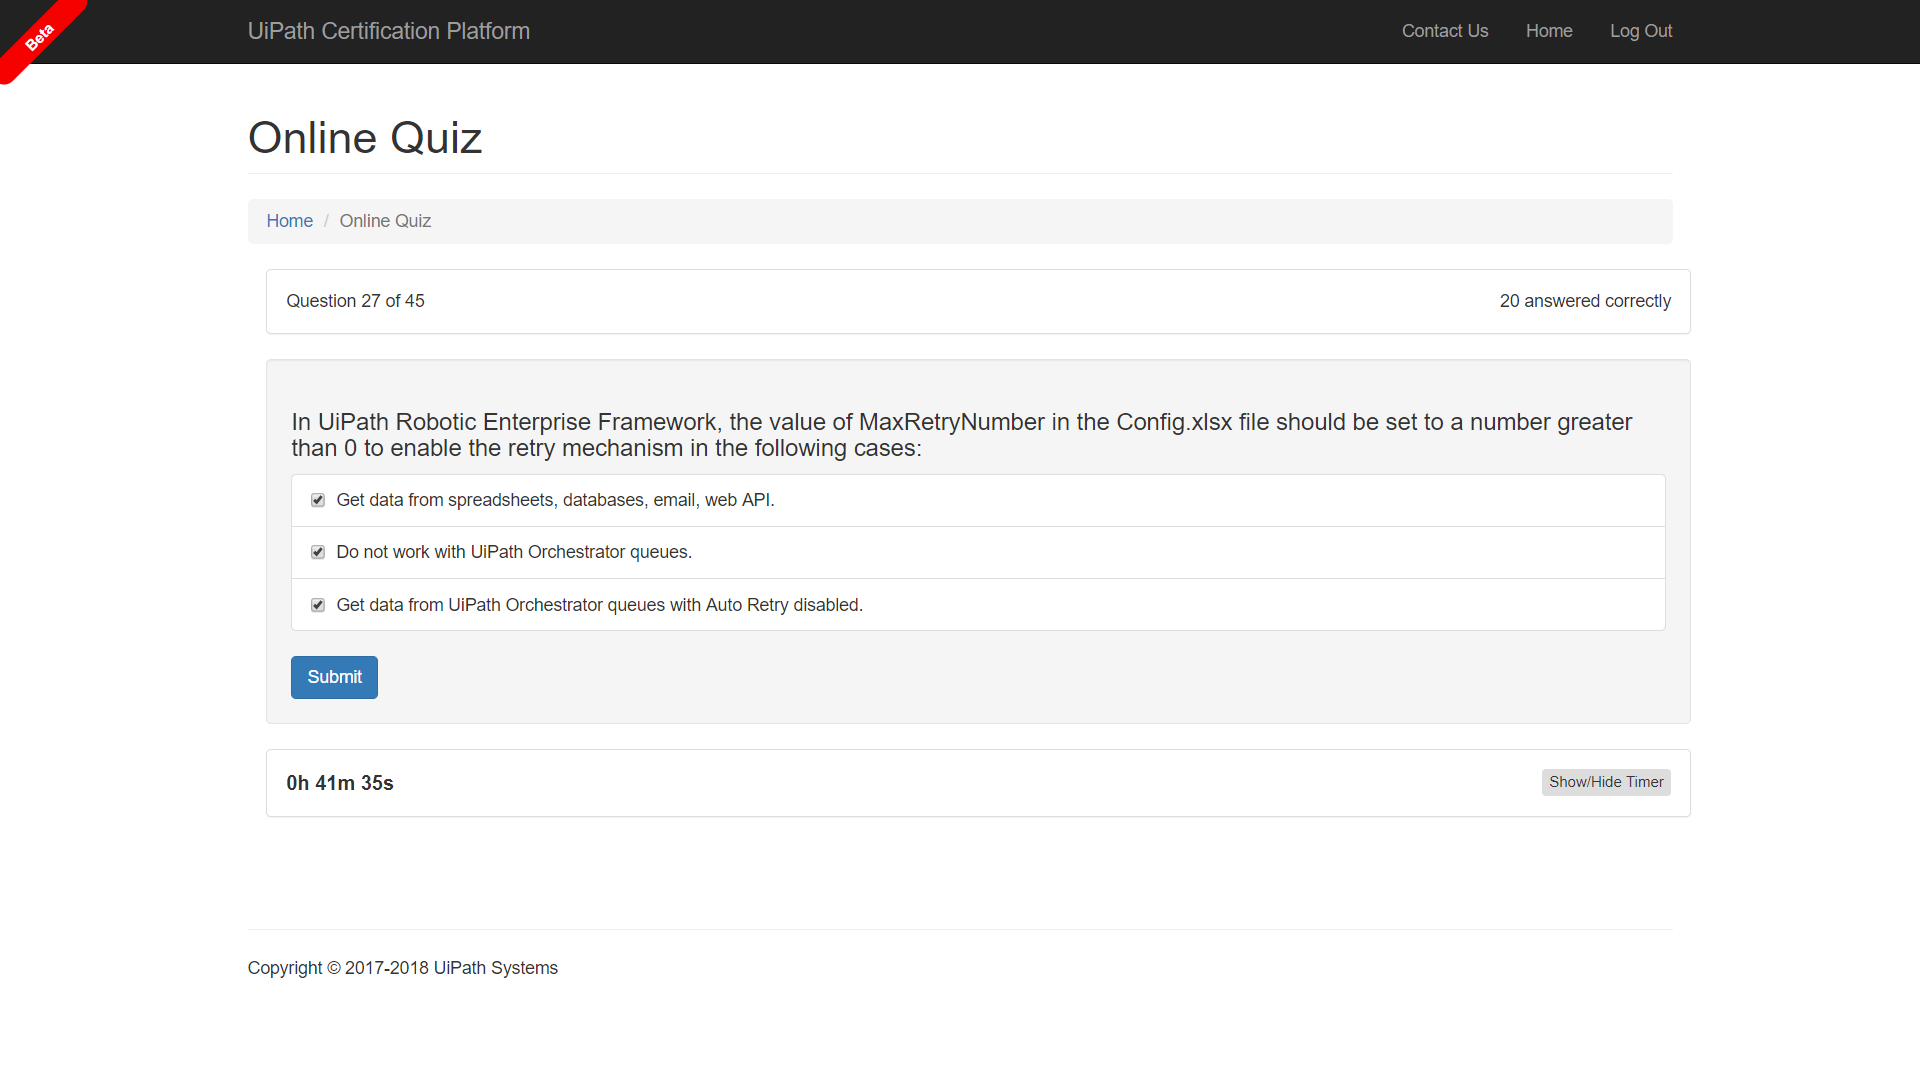 Beta
UiPath Certification Platform
Contact Us
Home
Log Out
Online Quiz
Home / Online Quiz
Question 27 of 45
20 answered correctly
In UiPath Robotic Enterprise Framework, the value of MaxRetryNumber in the Config.xlsx file should be set to a number greater
than 0 to enable the retry mechanism in the following cases:
Get data from spreadsheets, databases, email, web API.
Do not work with UiPath Orchestrator queues.
Get data from UiPath Orchestrator queues with Auto Retry disabled.
Submit
0h 41m 35s
Show/Hide Timer
Copyright © 2017-2018 UiPath Systems